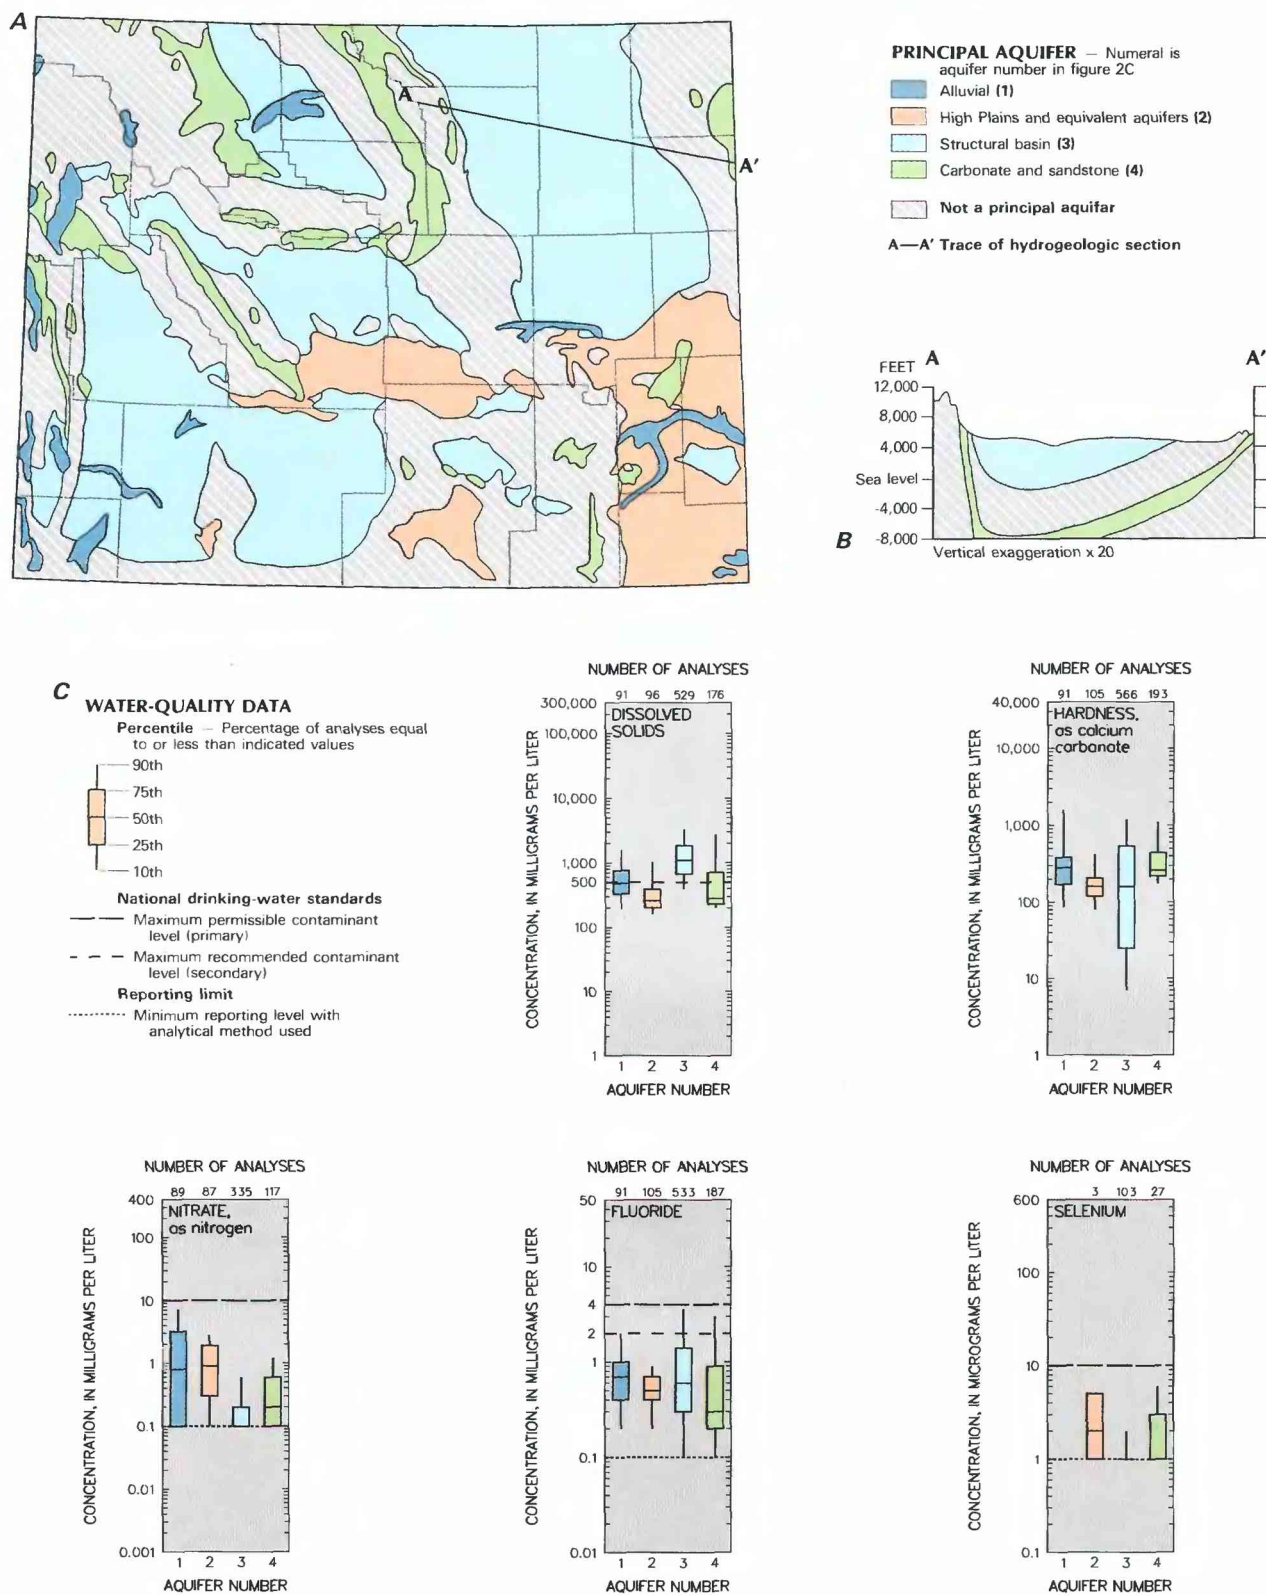 A
A
A'
PRINCIPAL AQUIFER — Numeral is
aquifer number in figure 2C
Alluvial (1)
High Plains and equivalent aquifers (2)
Structural basin (3)
Carbonate and sandstone (4)
Not a principal aquifar
A—A' Trace of hydrogeologic section
FEET A A'
12,000
8,000
4,000
Sea level
-4,000
-8,000
B
Vertical exaggeration x 20
C WATER-QUALITY DATA
Percentile — Percentage of analyses equal
to or less than indicated values
90th
75th
50th
25th
10th
National drinking-water standards
Maximum permissible contaminant
level (primary)
Maximum recommended contaminant
level (secondary)
Reporting limit
Minimum reporting level with
analytical method used
NUMBER OF ANALYSES
91 96 529 176
DISSOLVED
SOLIDS
CONCENTRATION, IN MILLIGRAMS PER LITER
300,000
100,000
10,000
1,000
500
100
10
1
1 2 3 4
AQUIFER NUMBER
NUMBER OF ANALYSES
91 105 566 193
HARDNESS,
as calcium
carbonate
CONCENTRATION, IN MILLIGRAMS PER LITER
40,000
10,000
1,000
100
10
1
1 2 3 4
AQUIFER NUMBER
NUMBER OF ANALYSES
89 87 335 117
NITRATE,
as nitrogen
CONCENTRATION, IN MILLIGRAMS PER LITER
400
100
10
1
0.1
0.01
0.001
1 2 3 4
AQUIFER NUMBER
NUMBER OF ANALYSES
91 105 533 187
FLUORIDE
CONCENTRATION, IN MILLIGRAMS PER LITER
50
10
4
2
1
0.1
0.01
1 2 3 4
AQUIFER NUMBER
NUMBER OF ANALYSES
3 103 27
SELENIUM
CONCENTRATION, IN MICROGRAMS PER LITER
600
100
10
1
0.1
1 2 3 4
AQUIFER NUMBER